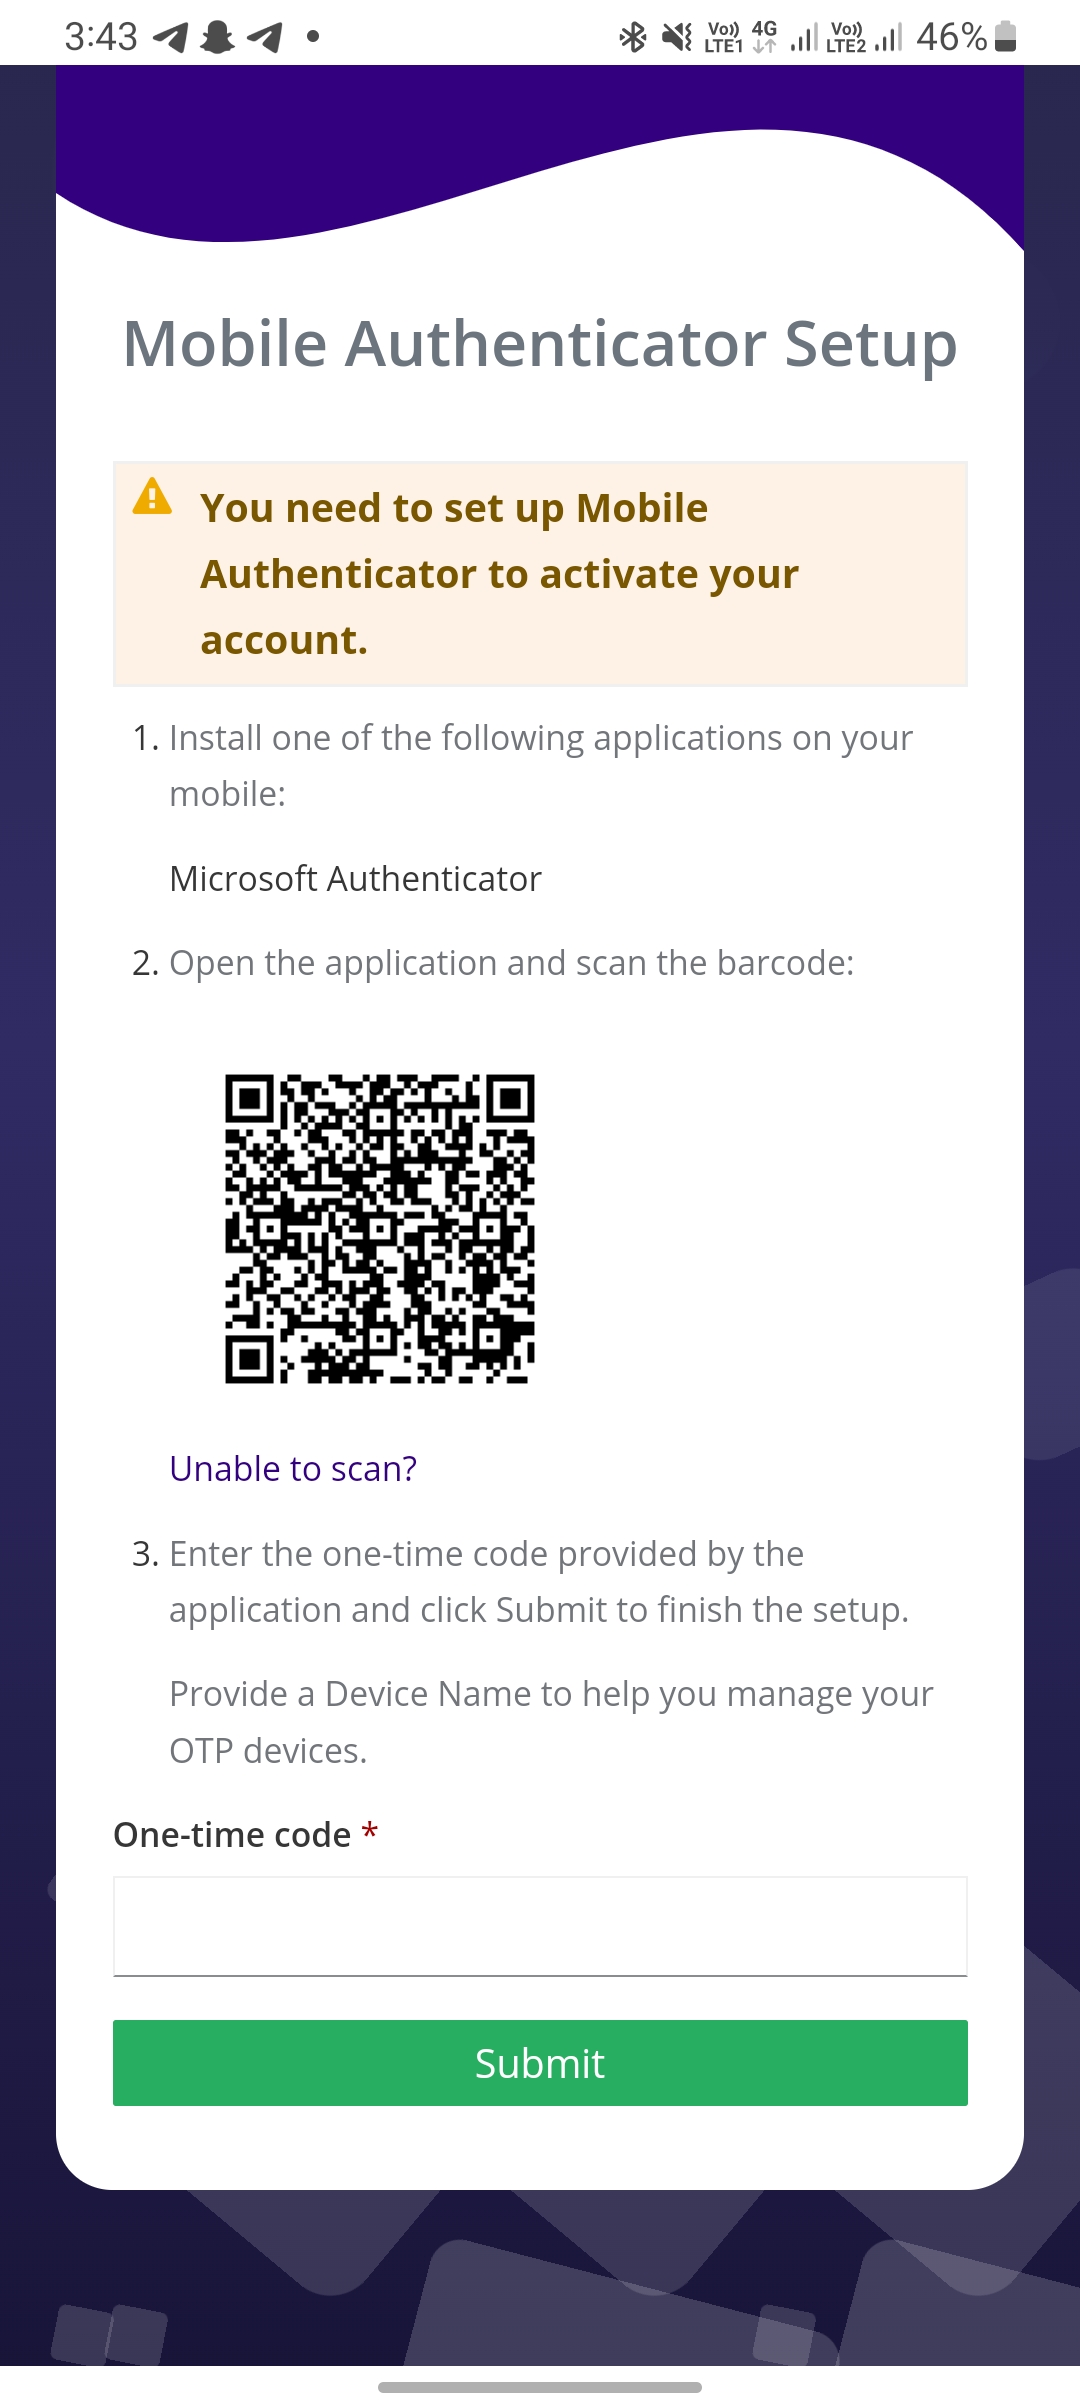 3:43
Vo)) LTE1 4G Vo)) LTE2 46%
Mobile Authenticator Setup
You need to set up Mobile
Authenticator to activate your
account.
1. Install one of the following applications on your
mobile:
Microsoft Authenticator
2. Open the application and scan the barcode:
Unable to scan?
3. Enter the one-time code provided by the
application and click Submit to finish the setup.
Provide a Device Name to help you manage your
OTP devices.
One-time code *
Submit